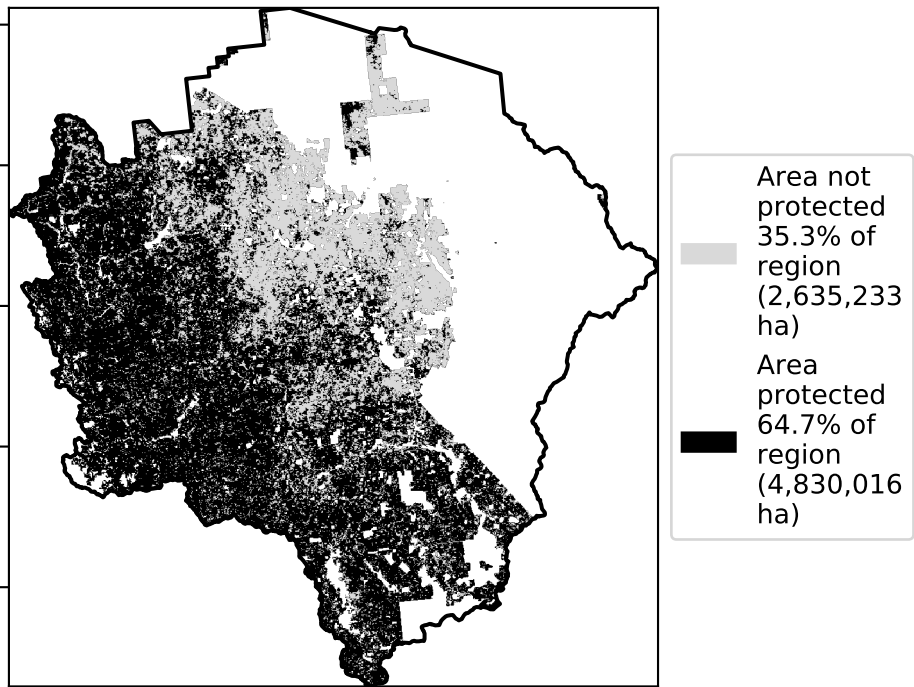 Area not
protected
35.3% of
region
(2,635,233
ha)
Area
protected
64.7% of
region
(4,830,016
ha)